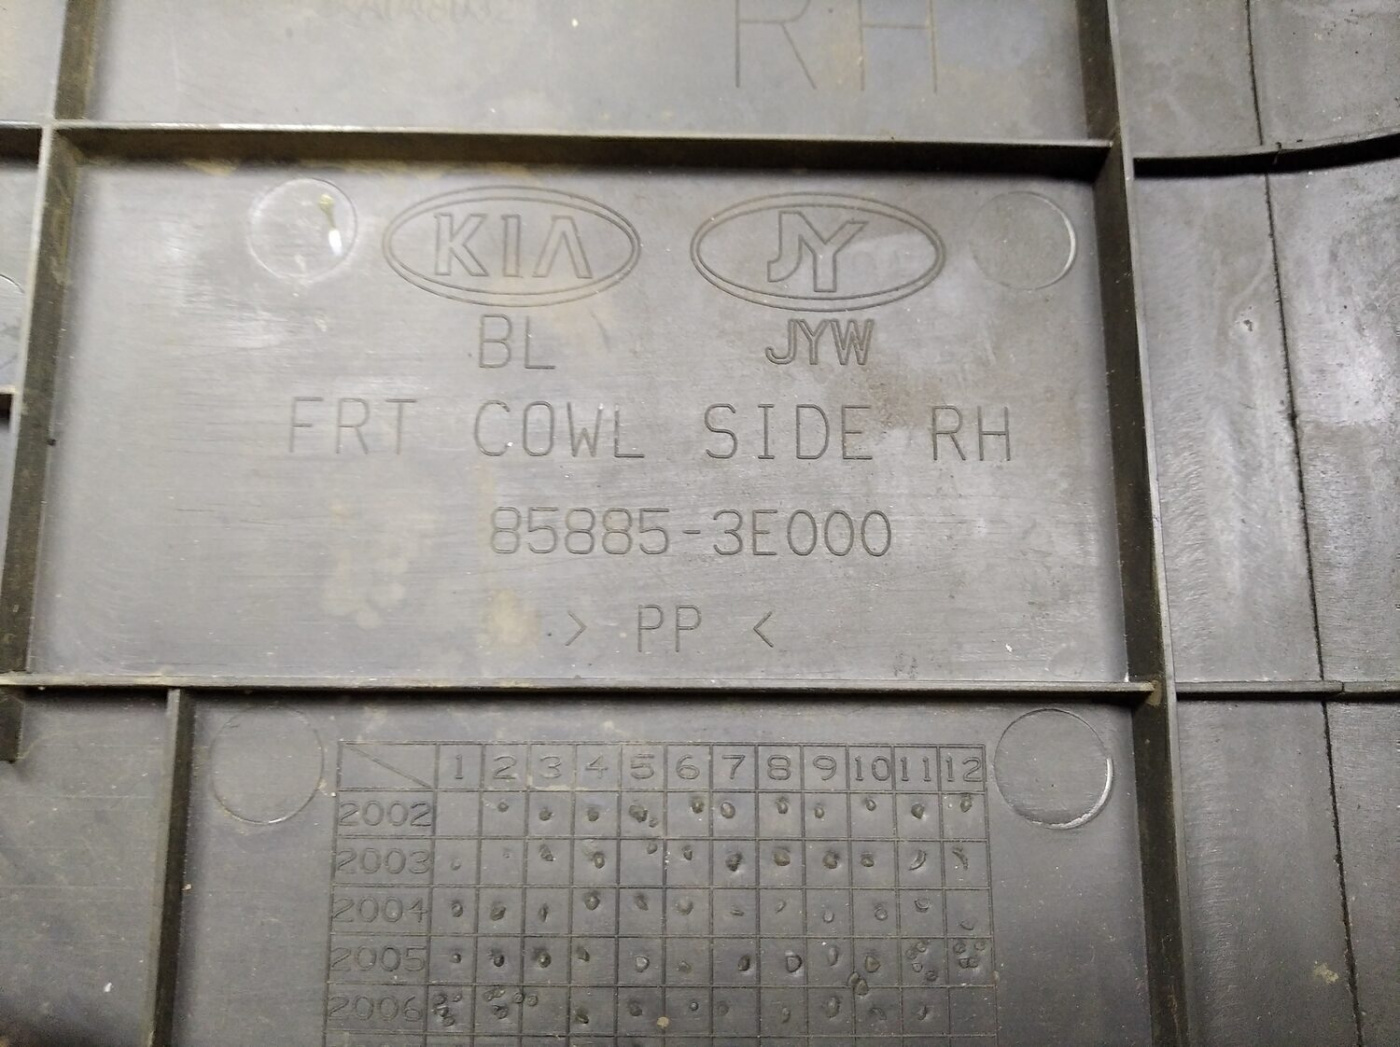 RH
KIA JY
BL JYW
FRT COWL SIDE RH
85885-3E000
> PP <
1 2 3 4 5 6 7 8 9 10 11 12
2002
2003
2004
2005
2006